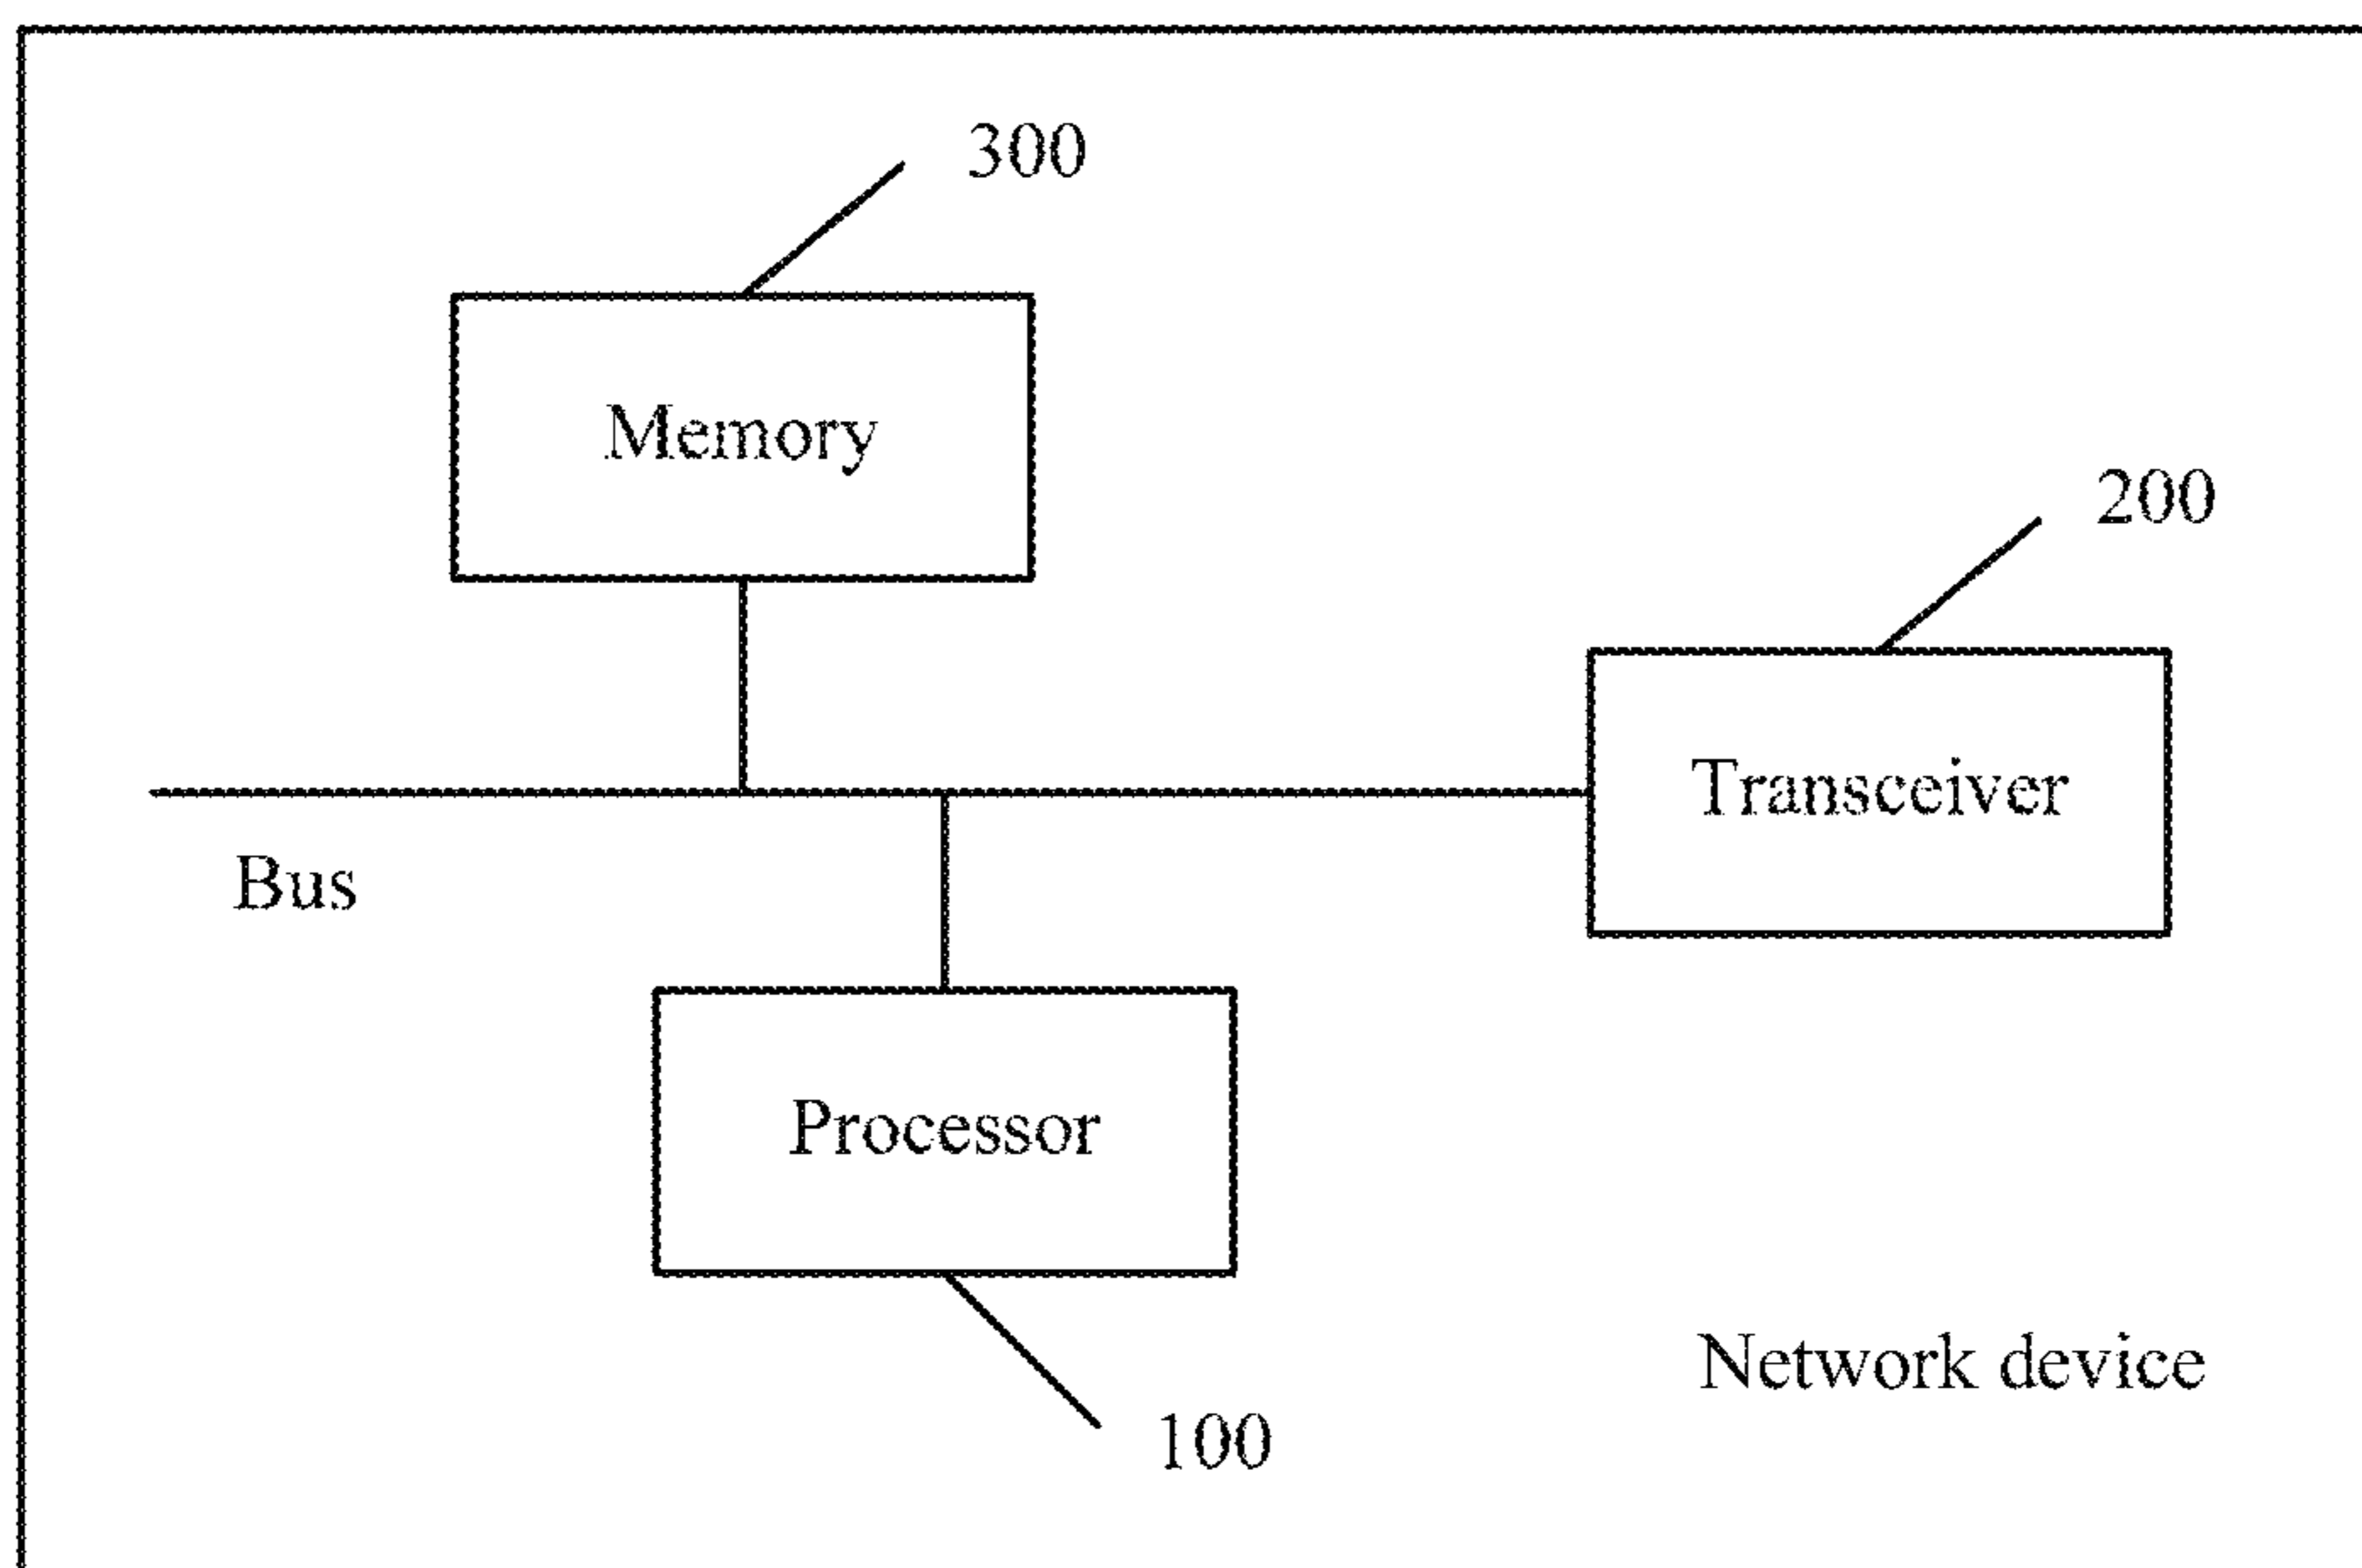 300
Memory
200
Transceiver
Bus
Processor
Network device
100